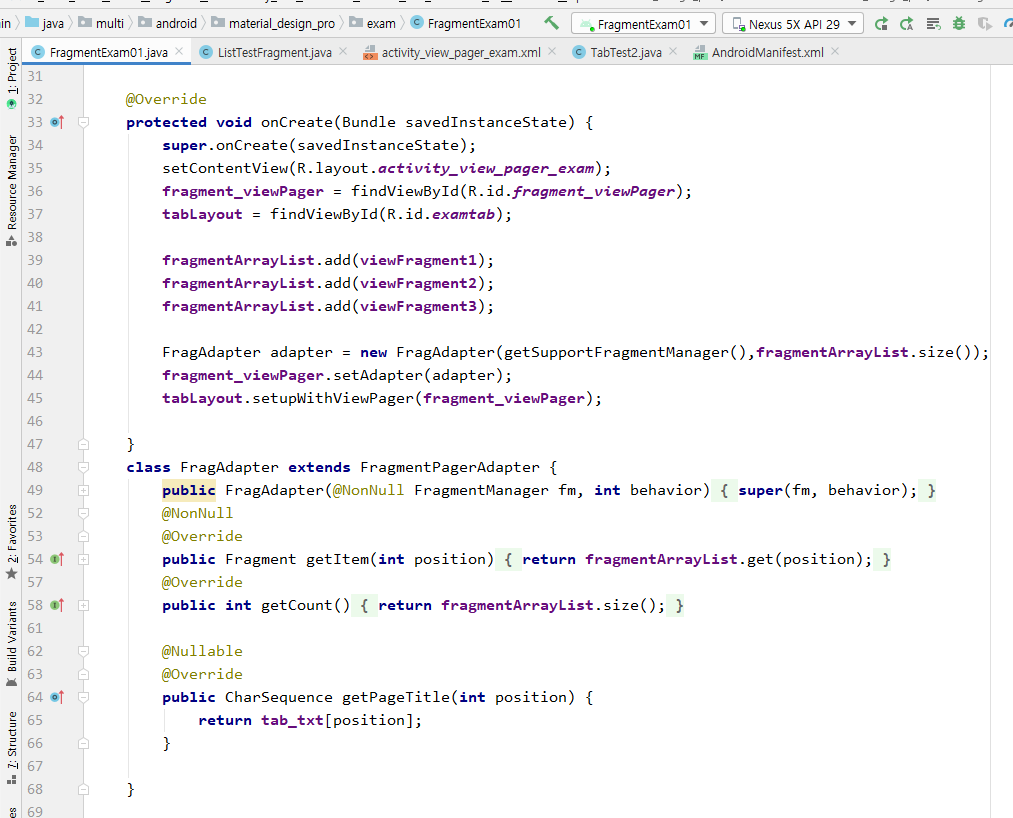 in java multi android material_design_pro exam FragmentExam01 FragmentExam01 Nexus 5X API 29
FragmentExam01.java ListTestFragment.java activity_view_pager_exam.xml TabTest2.java AndroidManifest.xml
1: Project
Resource Manager
2: Favorites
Build Variants
7: Structure
31
32 @Override
33 protected void onCreate(Bundle savedInstanceState) {
34 super.onCreate(savedInstanceState);
35 setContentView(R.layout.activity_view_pager_exam);
36 fragment_viewPager = findViewById(R.id.fragment_viewPager);
37 tabLayout = findViewById(R.id.examtab);
38
39 fragmentArrayList.add(viewFragment1);
40 fragmentArrayList.add(viewFragment2);
41 fragmentArrayList.add(viewFragment3);
42
43 FragAdapter adapter = new FragAdapter(getSupportFragmentManager(),fragmentArrayList.size());
44 fragment_viewPager.setAdapter(adapter);
45 tabLayout.setupWithViewPager(fragment_viewPager);
46
47 }
48 class FragAdapter extends FragmentPagerAdapter {
49 public FragAdapter(@NonNull FragmentManager fm, int behavior) { super(fm, behavior); }
52 @NonNull
53 @Override
54 public Fragment getItem(int position) { return fragmentArrayList.get(position); }
57 @Override
58 public int getCount() { return fragmentArrayList.size(); }
61
62 @Nullable
63 @Override
64 public CharSequence getPageTitle(int position) {
65 return tab_txt[position];
66 }
67
68 }
69